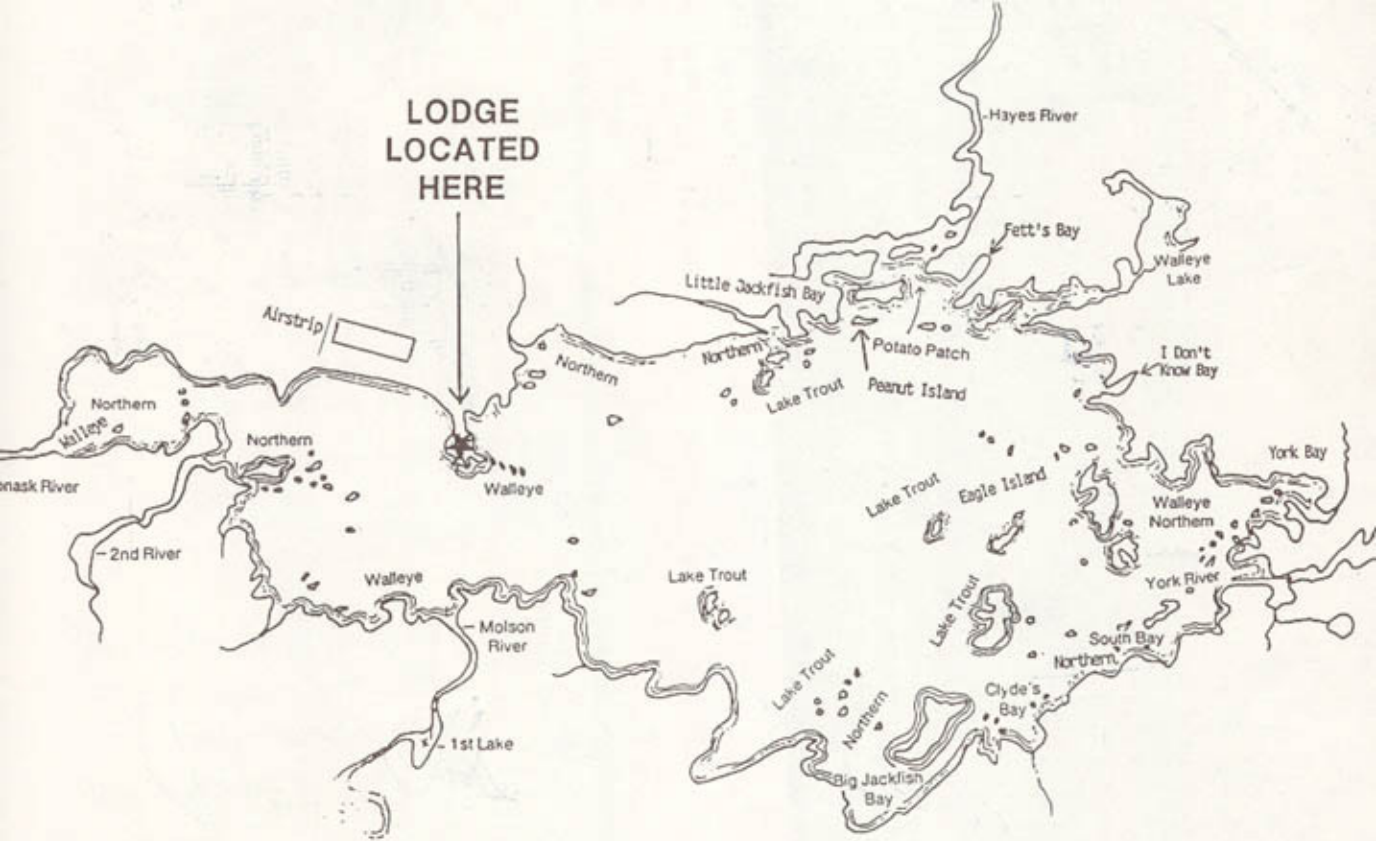 LODGE
LOCATED
HERE
Hayes River
Fett's Bay
Walleye
Lake
Little Jackfish Bay
Airstrip
Northern
Northern
Potato Patch
Peanut Island
Lake Trout
I Don't
Know Bay
Northern
Walleye
Northern
Walleye
York Bay
onask River
Lake Trout
Eagle Island
Walleye
Northern
2nd River
Walleye
Lake Trout
York River
Molson
River
Lake Trout
South Bay
Northern
Lake Trout
Northern
Clyde's
Bay
1st Lake
Big Jackfish
Bay